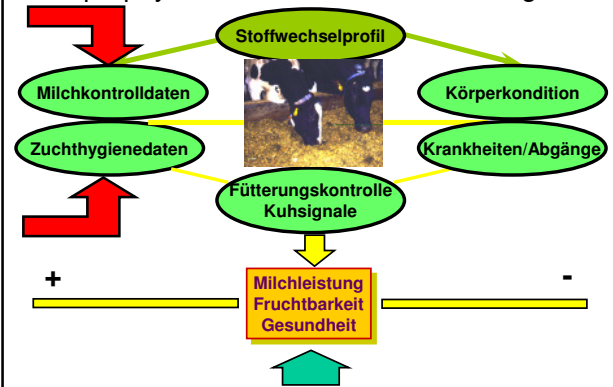 Stoffwechselprofil
Milchkontrolldaten
Körperkondition
Zuchthygienedaten
Krankheiten/Abgänge
Fütterungskontrolle
Kuhsignale
+
-
Milchleistung
Fruchtbarkeit
Gesundheit